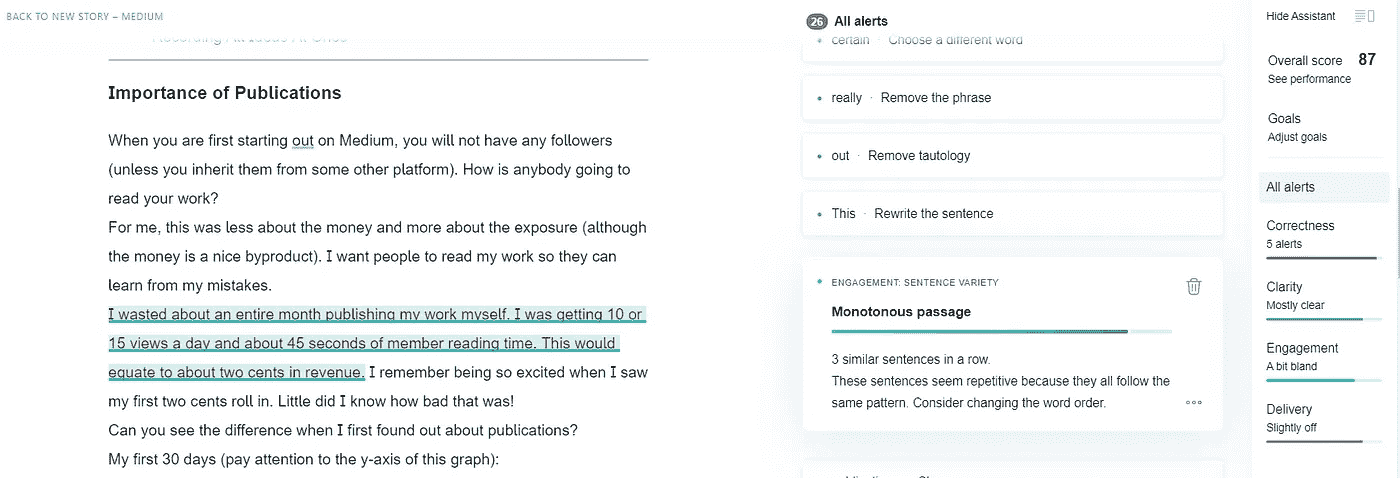 BACK TO NEW STORY – MEDIUM
Importance of Publications
When you are first starting out on Medium, you will not have any followers
(unless you inherit them from some other platform). How is anybody going to
read your work?
For me, this was less about the money and more about the exposure (although
the money is a nice byproduct). I want people to read my work so they can
learn from my mistakes.
I wasted about an entire month publishing my work myself. I was getting 10 or
15 views a day and about 45 seconds of member reading time. This would
equate to about two cents in revenue. I remember being so excited when I saw
my first two cents roll in. Little did I know how bad that was!
Can you see the difference when I first found out about publications?
My first 30 days (pay attention to the y-axis of this graph):
26 All alerts
certain · Choose a different word
really · Remove the phrase
out · Remove tautology
This · Rewrite the sentence
ENGAGEMENT: SENTENCE VARIETY
Monotonous passage
3 similar sentences in a row.
These sentences seem repetitive because they all follow the
same pattern. Consider changing the word order.
Hide Assistant
Overall score 87
See performance
Goals
Adjust goals
All alerts
Correctness
5 alerts
Clarity
Mostly clear
Engagement
A bit bland
Delivery
Slightly off